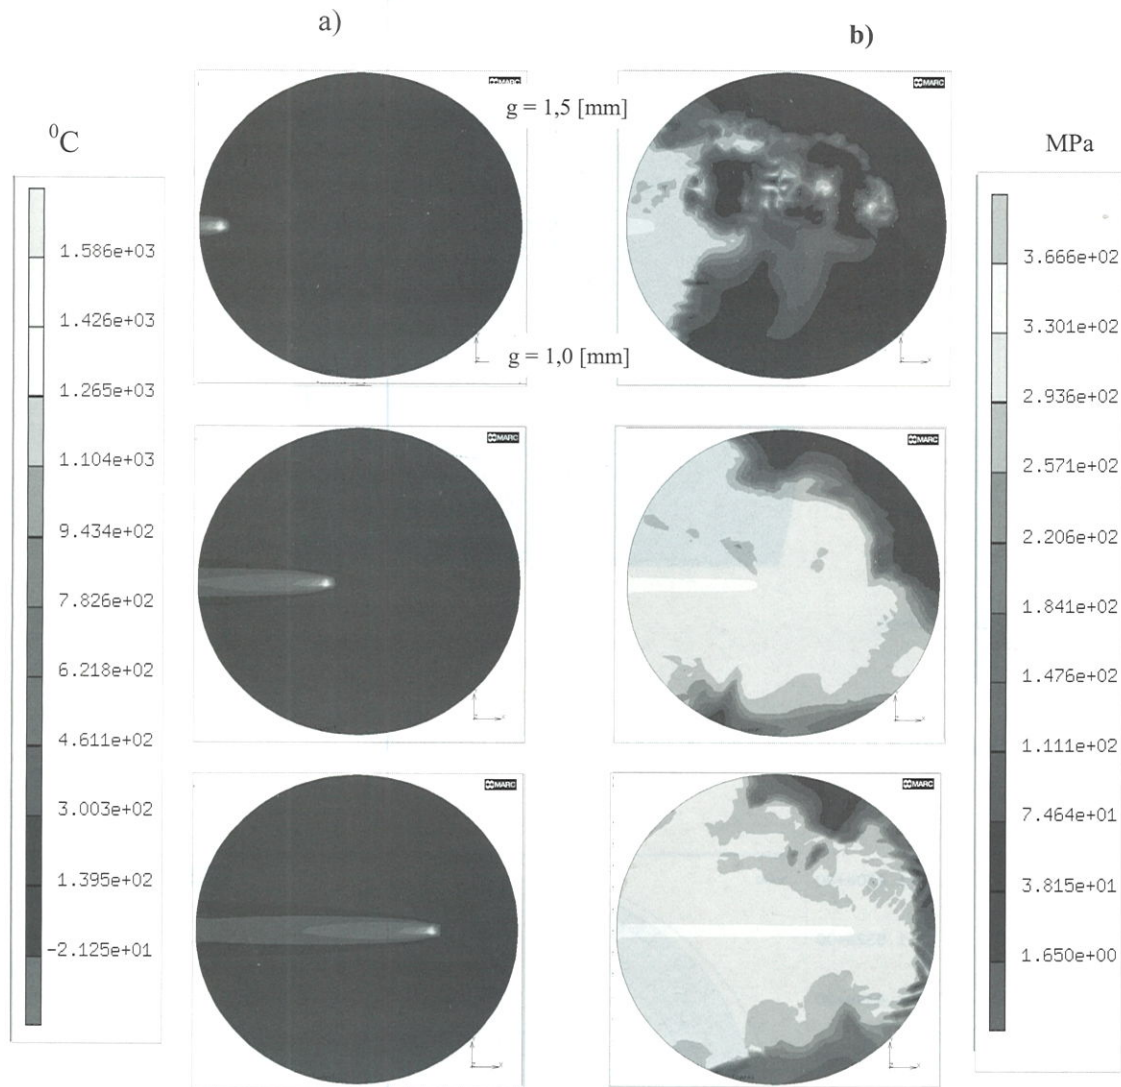 a)
b)
MARC
MARC
g = 1,5 [mm]
⁰C
MPa
1.586e+03
1.426e+03
1.265e+03
1.104e+03
9.434e+02
7.826e+02
6.218e+02
4.611e+02
3.003e+02
1.395e+02
-2.125e+01
3.666e+02
3.301e+02
2.936e+02
2.571e+02
2.206e+02
1.841e+02
1.476e+02
1.111e+02
7.464e+01
3.815e+01
1.650e+00
g = 1,0 [mm]
MARC
MARC
MARC
MARC